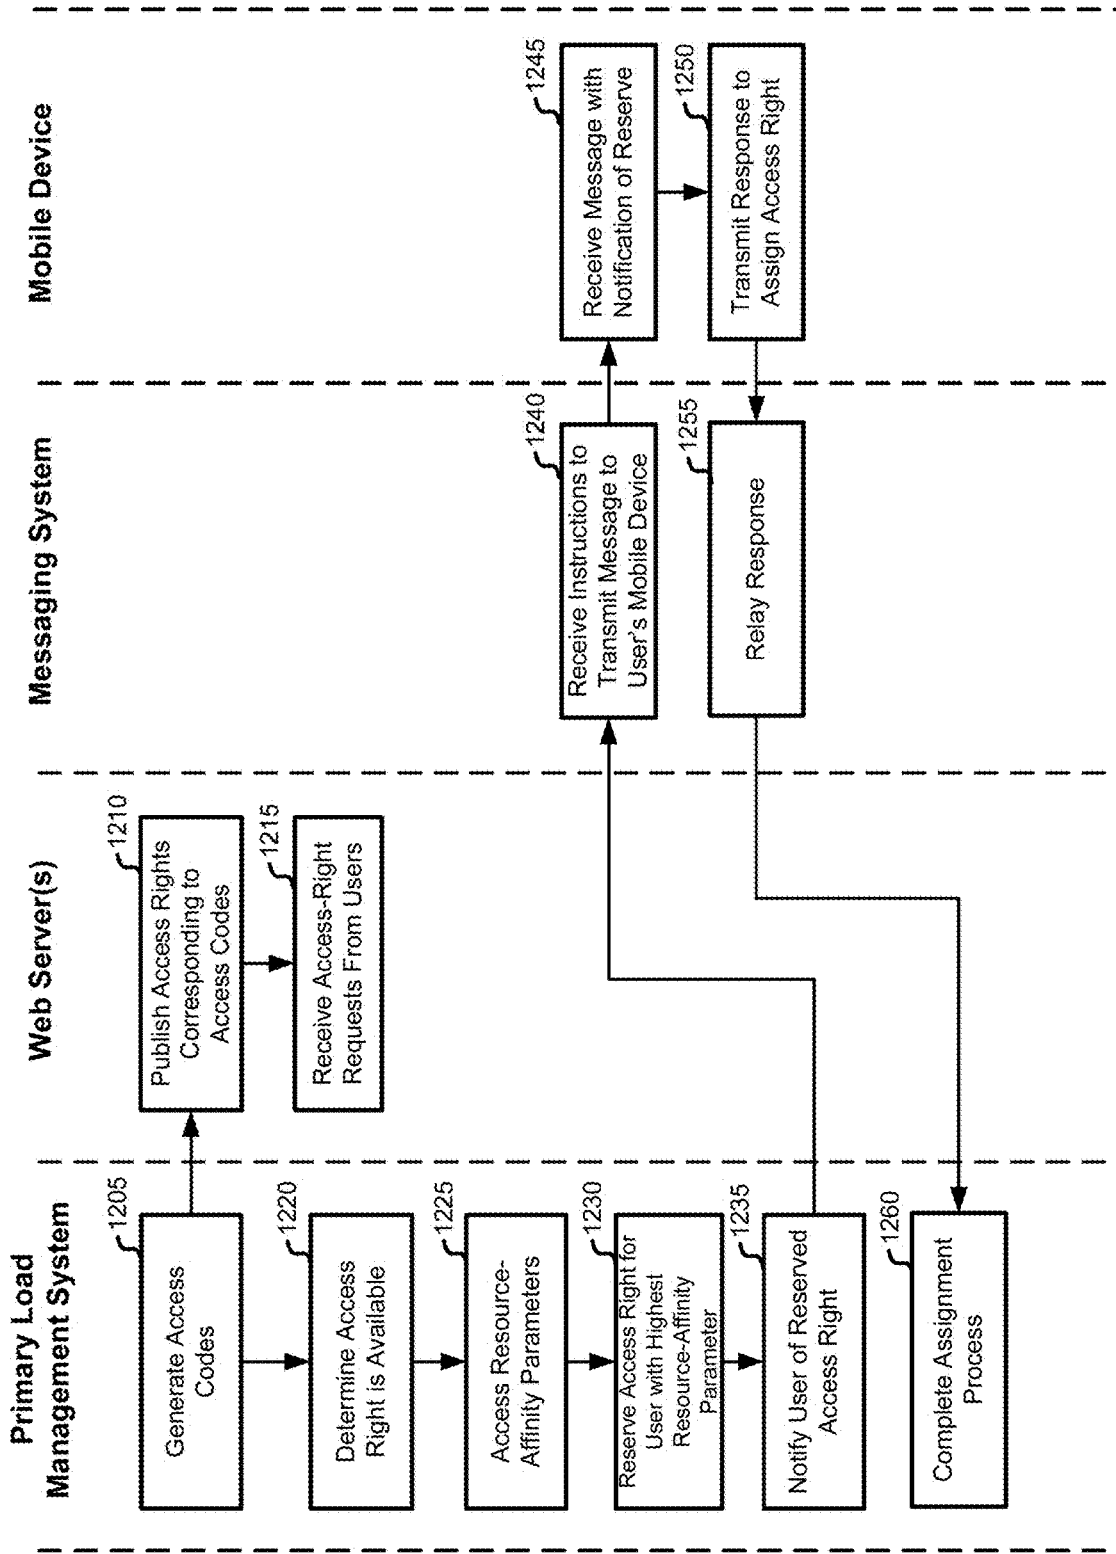 Primary Load
Management System
Web Server(s)
Messaging System
Mobile Device
1205
Generate Access
Codes
1210
Publish Access Rights
Corresponding to
Access Codes
1215
Receive Access-Right
Requests From Users
1220
Determine Access
Right is Available
1225
Access Resource-
Affinity Parameters
1230
Reserve Access Right for
User with Highest
Resource-Affinity
Parameter
1235
Notify User of Reserved
Access Right
1240
Receive Instructions to
Transmit Message to
User's Mobile Device
1245
Receive Message with
Notification of Reserve
1250
Transmit Response to
Assign Access Right
1255
Relay Response
1260
Complete Assignment
Process